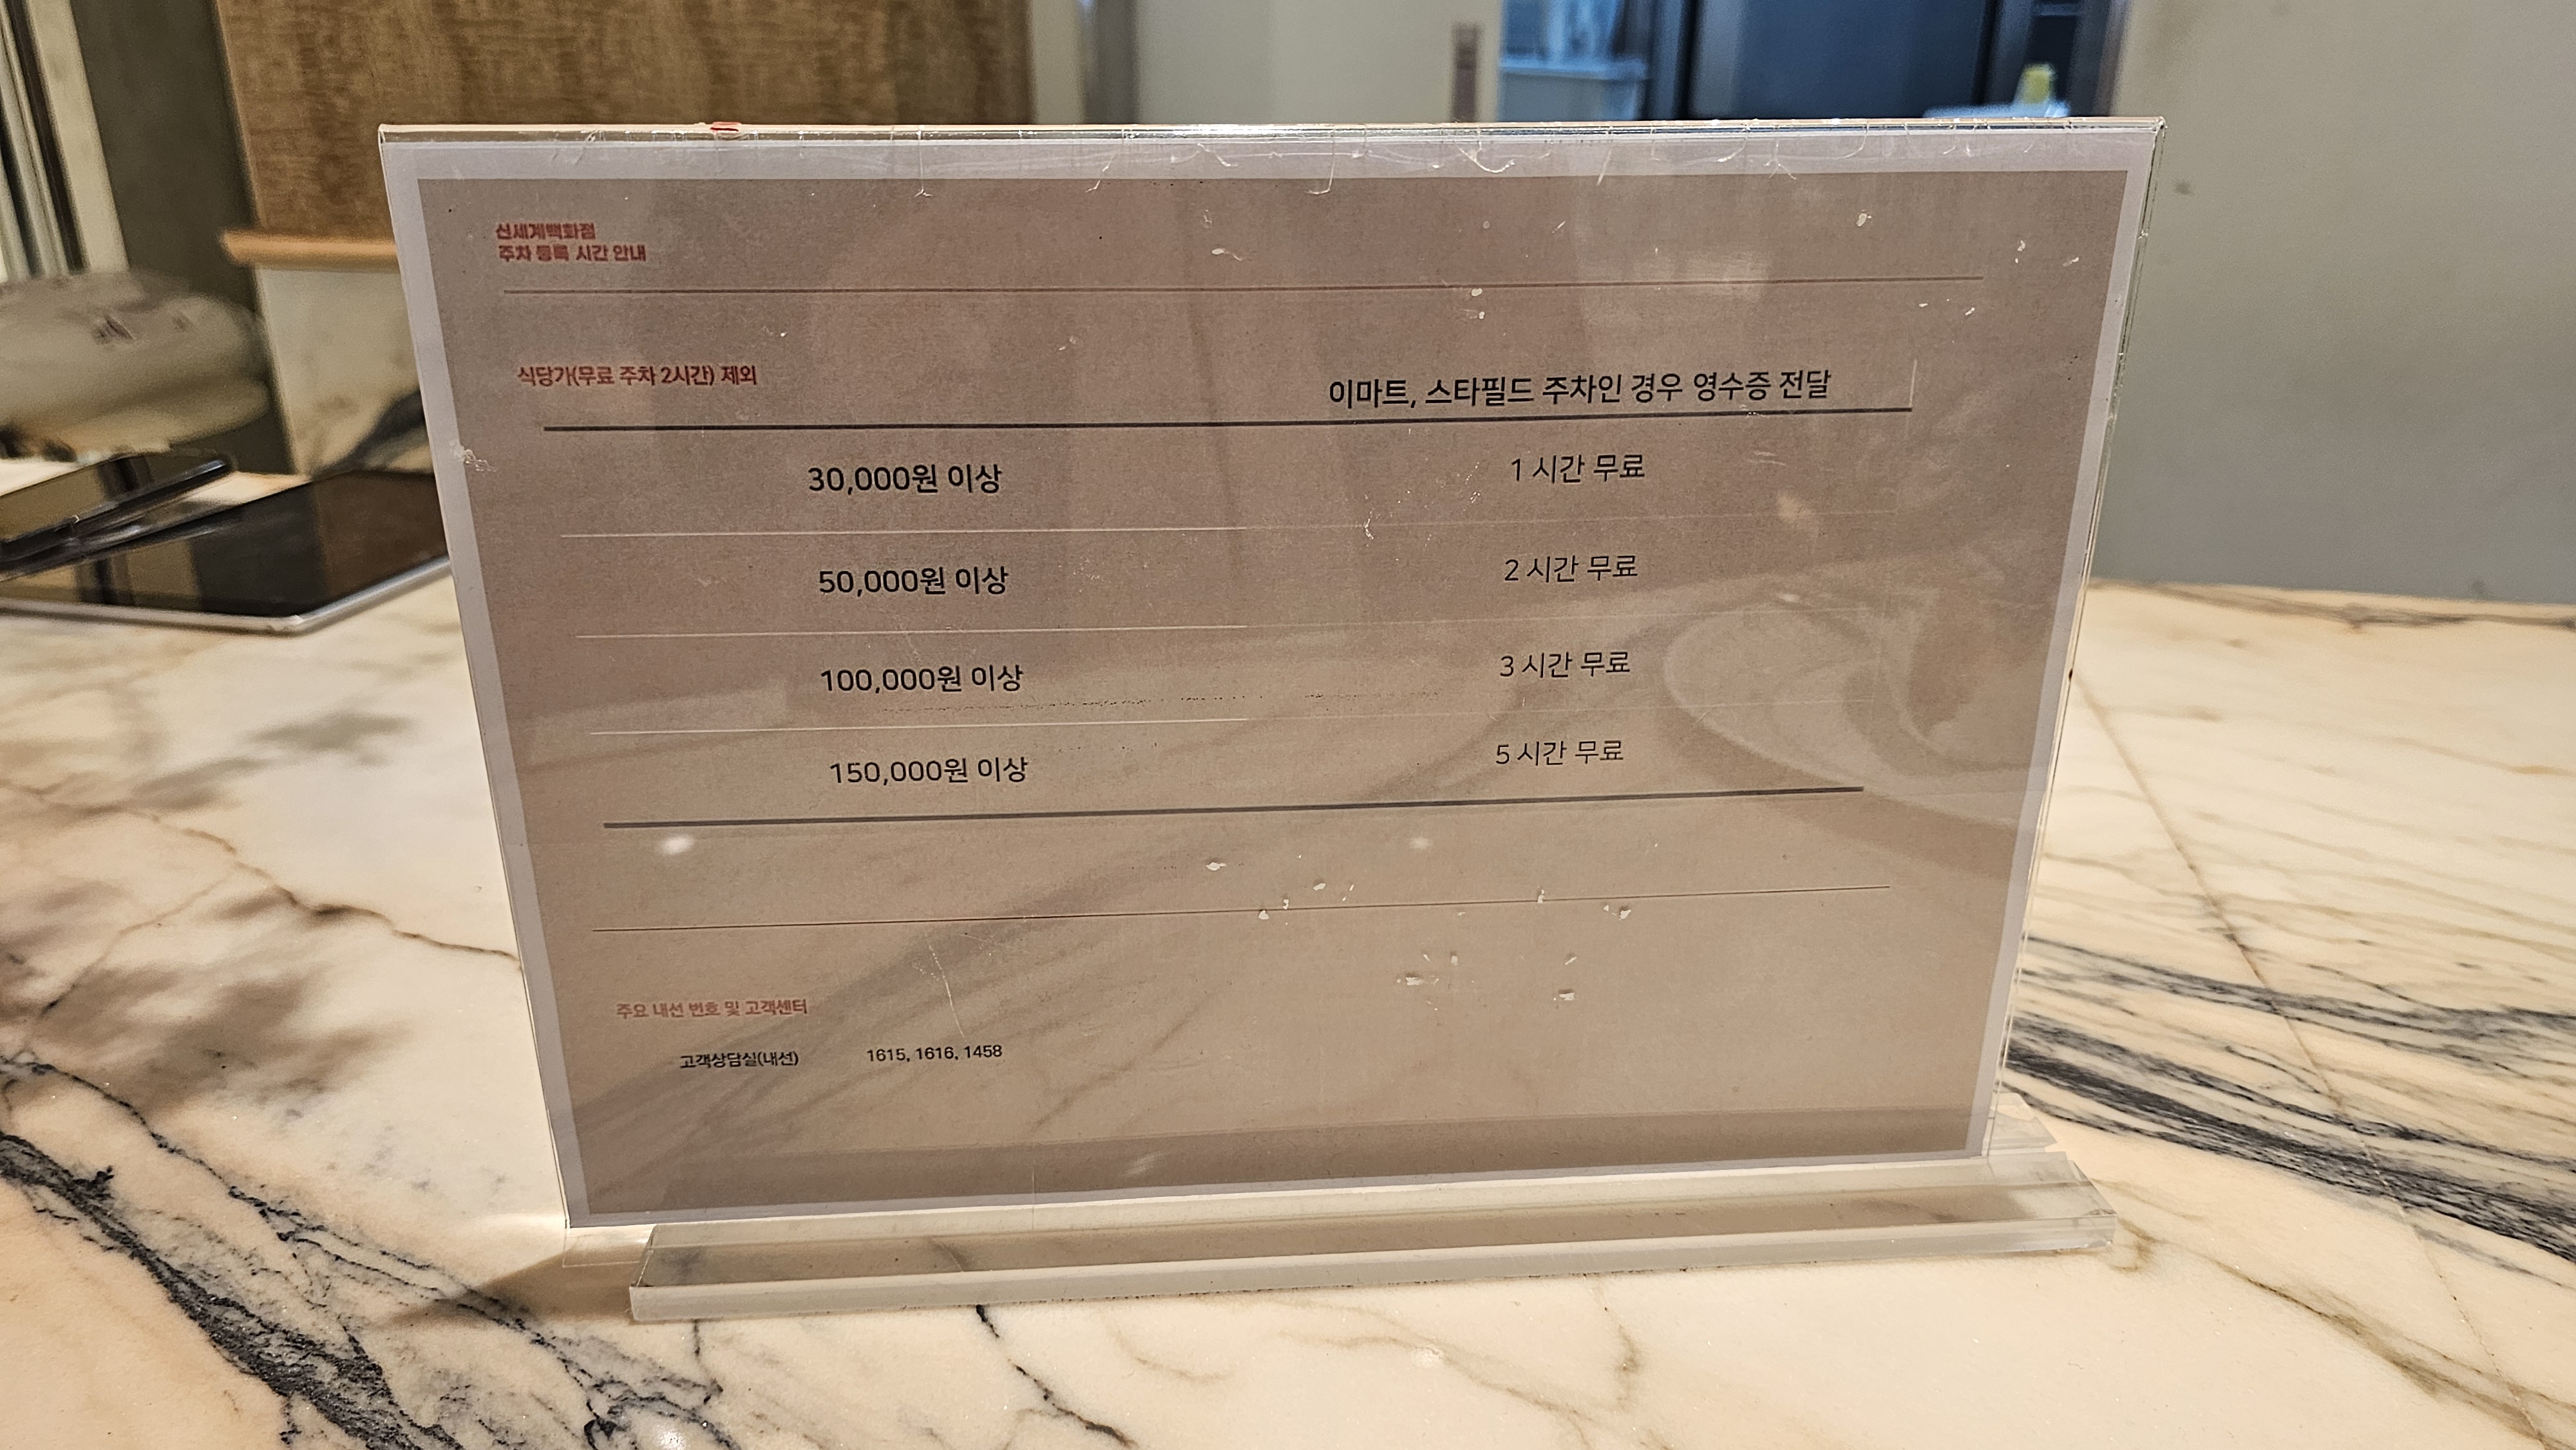 신세계백화점
주차 등록 시간 안내
식당가(무료 주차 2시간) 제외
이마트, 스타필드 주차인 경우 영수증 전달
30,000원 이상 1 시간 무료
50,000원 이상 2 시간 무료
100,000원 이상 3 시간 무료
150,000원 이상 5 시간 무료
주요 내선 번호 및 고객센터
고객상담실(내선) 1615, 1616, 1458